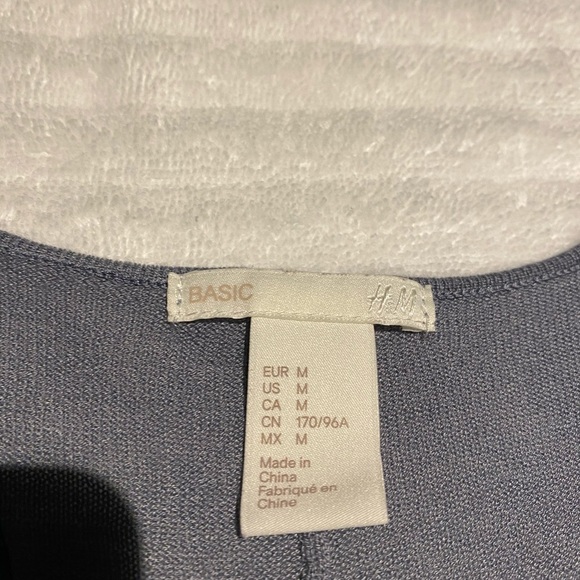 BASIC H&M
EUR M
US M
CA M
CN 170/96A
MX M
Made in
China
Fabriqué en
Chine